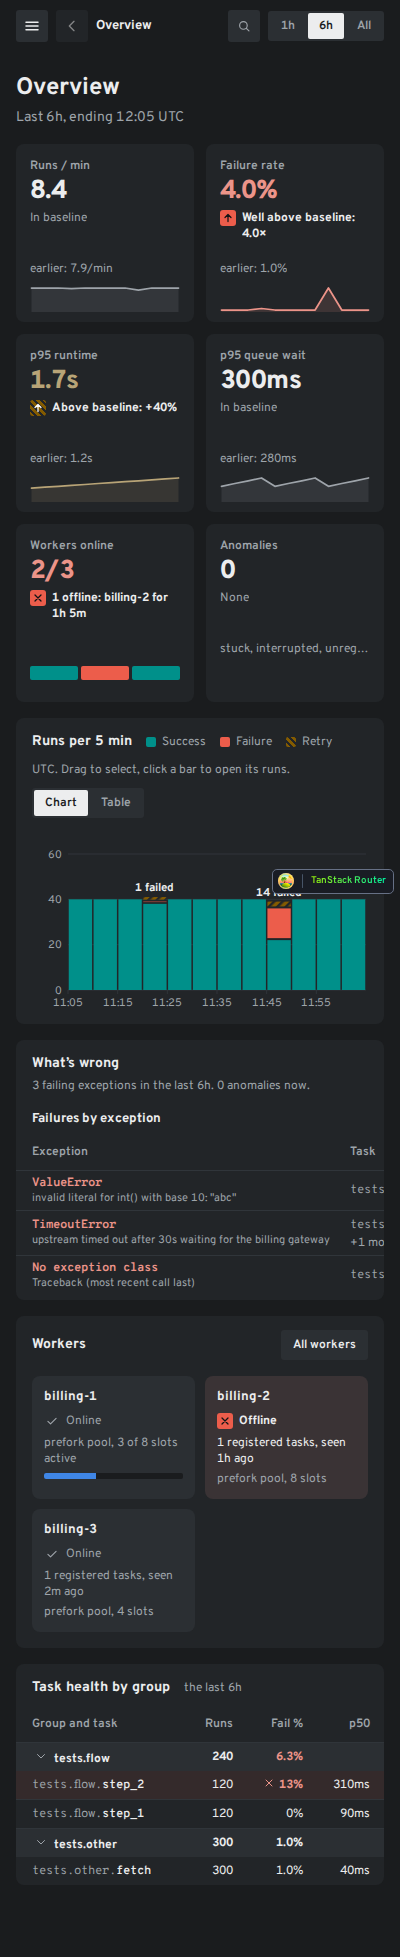 Overview
1h 6h All
Overview
Last 6h, ending 12:05 UTC
Runs / min
8.4
In baseline
earlier: 7.9/min
Failure rate
4.0%
Well above baseline:
4.0×
earlier: 1.0%
p95 runtime
1.7s
Above baseline: +40%
earlier: 1.2s
p95 queue wait
300ms
In baseline
earlier: 280ms
Workers online
2/3
1 offline: billing-2 for
1h 5m
Anomalies
0
None
stuck, interrupted, unreg...
Runs per 5 min Success Failure Retry
UTC. Drag to select, click a bar to open its runs.
Chart Table
60
TanStack Router
1 failed
14
40
20
0
11:05 11:15 11:25 11:35 11:45 11:55
What's wrong
3 failing exceptions in the last 6h. 0 anomalies now.
Failures by exception
Exception Task
ValueError tests
invalid literal for int() with base 10: "abc"
TimeoutError tests
upstream timed out after 30s waiting for the billing gateway +1 mo
No exception class tests
Traceback (most recent call last)
Workers All workers
billing-1
Online
prefork pool, 3 of 8 slots
active
billing-2
Offline
1 registered tasks, seen
1h ago
prefork pool, 8 slots
billing-3
Online
1 registered tasks, seen
2m ago
prefork pool, 4 slots
Task health by group the last 6h
Group and task Runs Fail % p50
tests.flow 240 6.3%
tests.flow.step_2 120 13% 310ms
tests.flow.step_1 120 0% 90ms
tests.other 300 1.0%
tests.other.fetch 300 1.0% 40ms